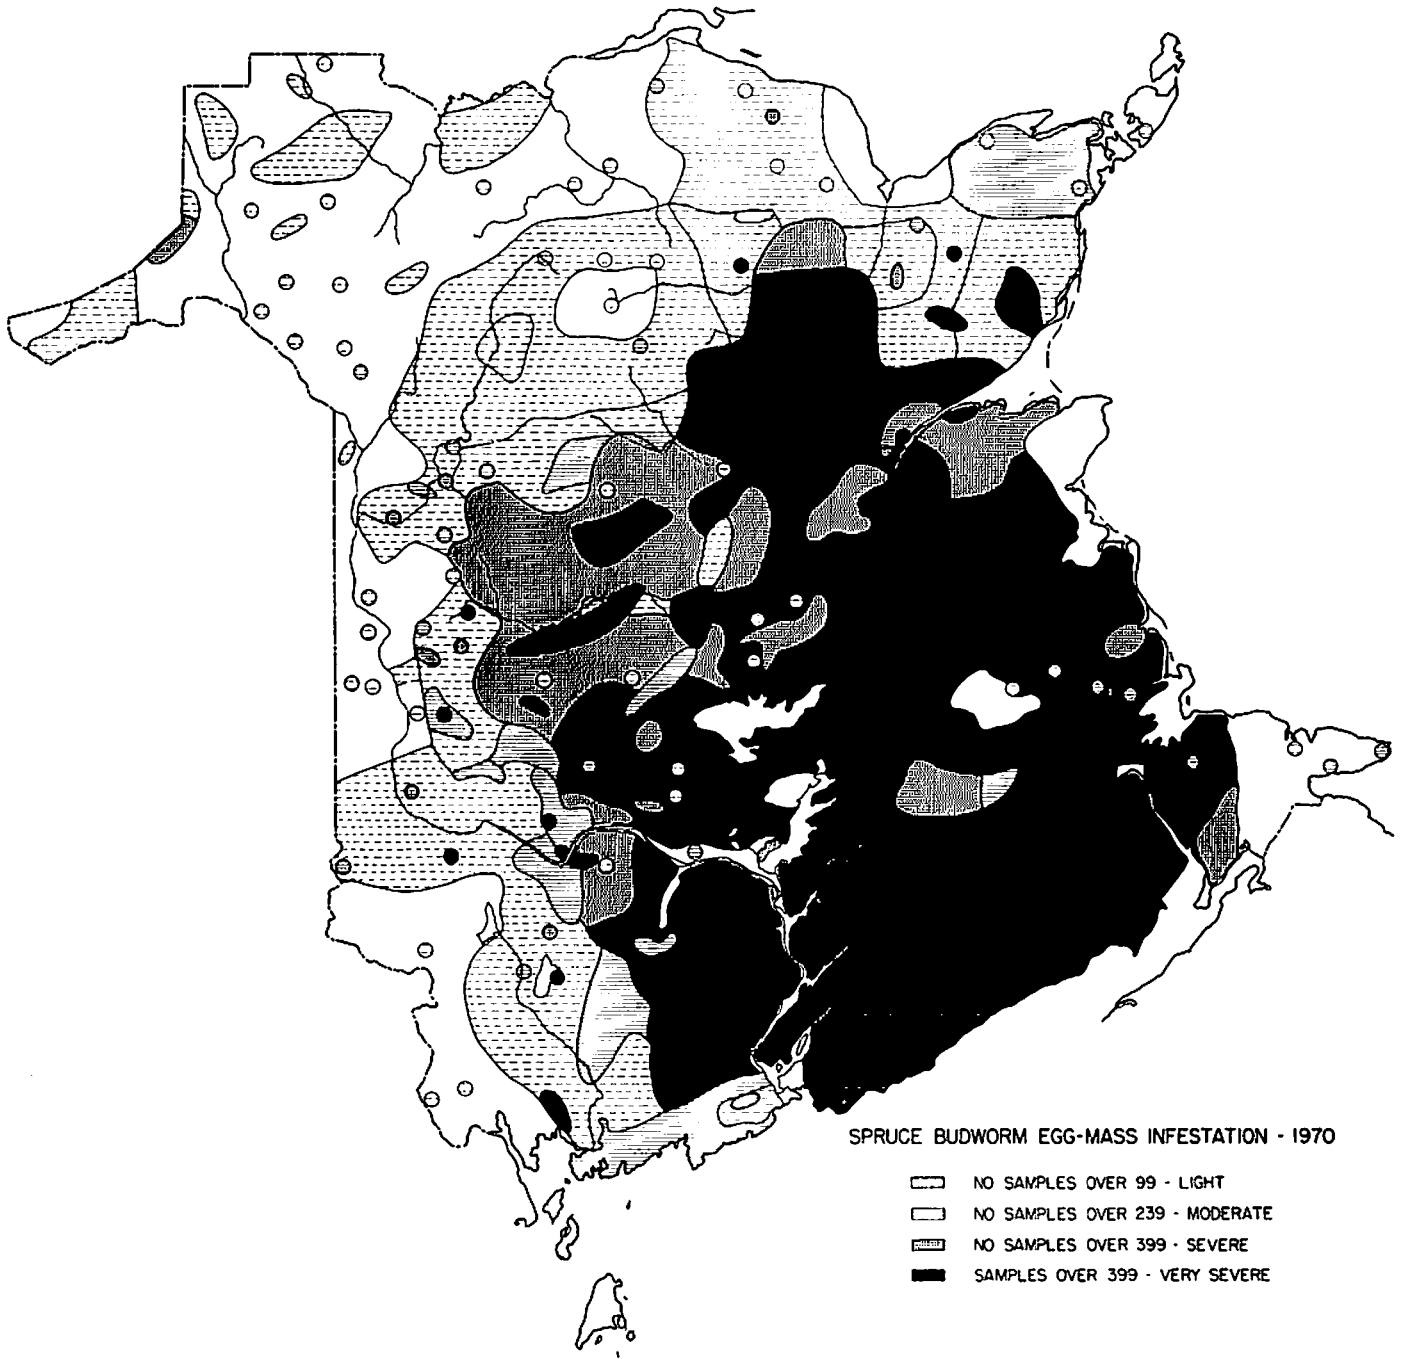 SPRUCE BUDWORM EGG-MASS INFESTATION - 1970
NO SAMPLES OVER 99 - LIGHT
NO SAMPLES OVER 239 - MODERATE
NO SAMPLES OVER 399 - SEVERE
SAMPLES OVER 399 - VERY SEVERE